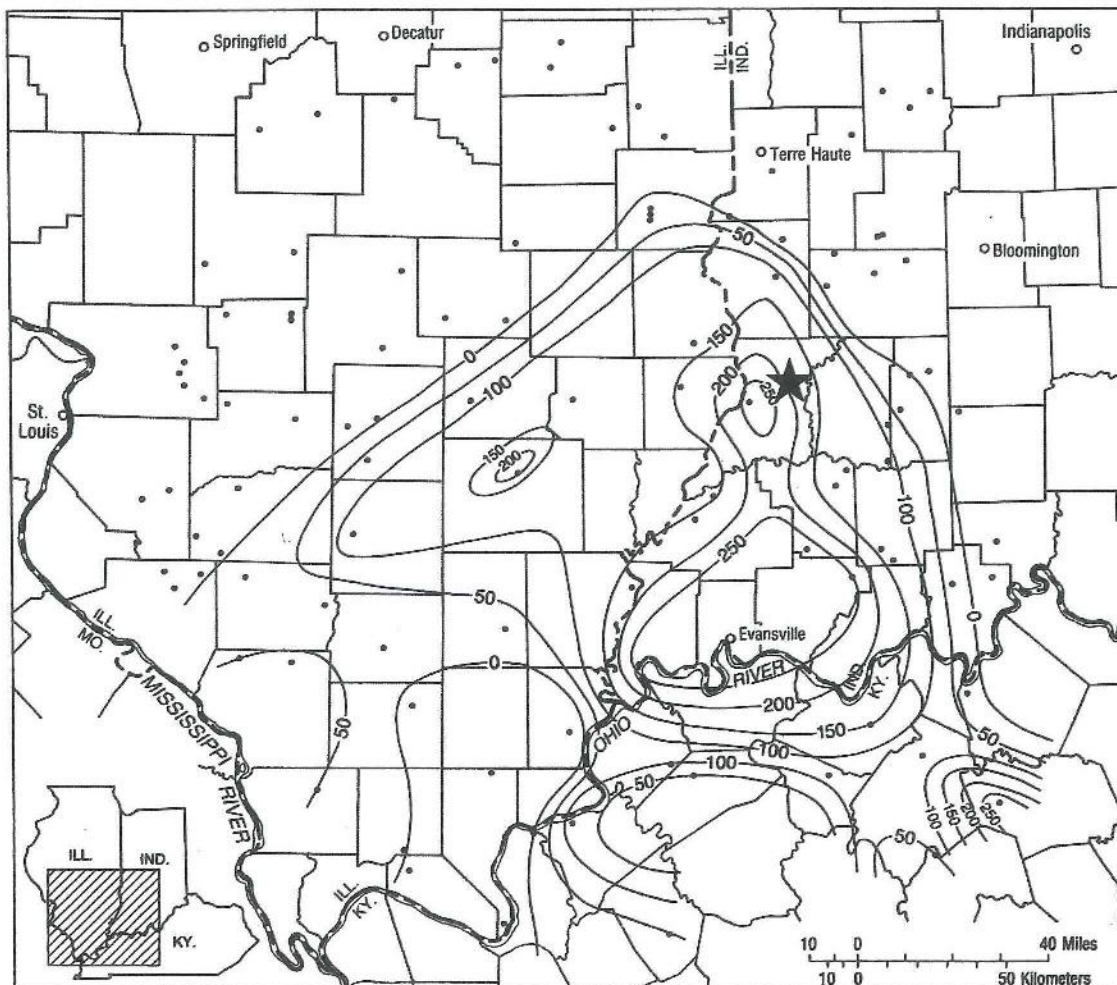 Springfield
Decatur
Indianapolis
ILL.
IND.
Terre Haute
50
Bloomington
0
100
150
200
250
St.
Louis
150
200
100
250
50
ILL.
MO.
Evansville
0
0
RIVER
IND.
KY.
MISSISSIPPI
RIVER
50
OHIO
200
150
100
50
100
50
100
150
200
250
50
ILL.
IND.
KY.
ILL.
KY.
10 0 40 Miles
10 0 50 Kilometers